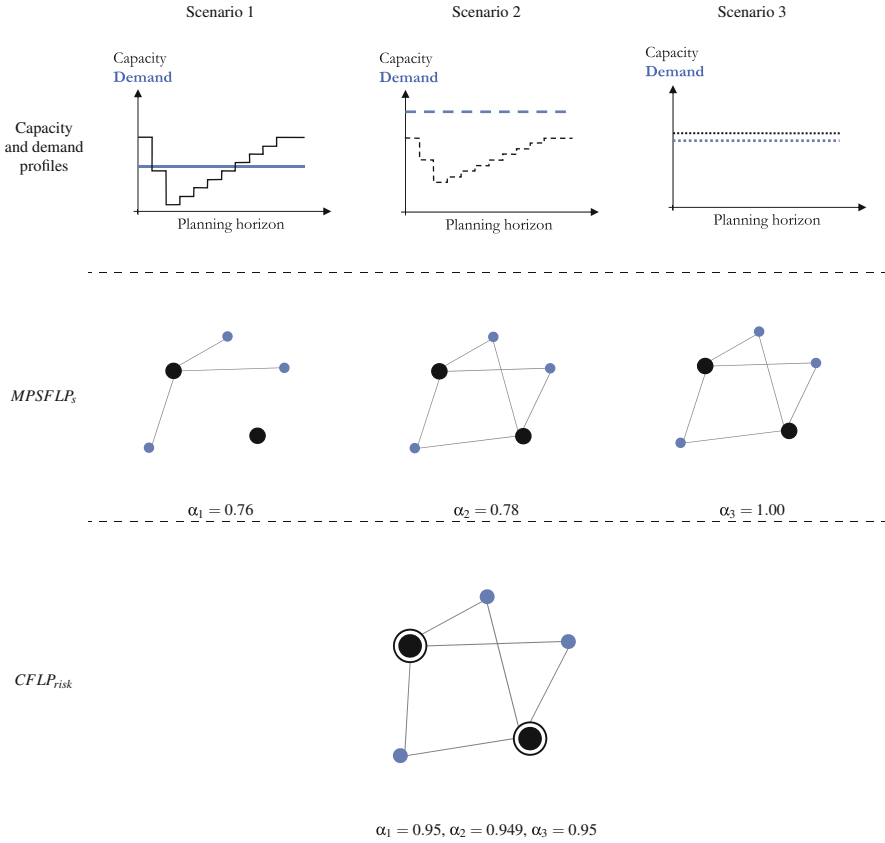 Scenario 1
Scenario 2
Scenario 3
Capacity
and demand
profiles
Capacity
Demand
Planning horizon
Capacity
Demand
Planning horizon
Capacity
Demand
Planning horizon
MPSFLPₛ
α₁ = 0.76
α₂ = 0.78
α₃ = 1.00
CFLP_risk
α₁ = 0.95, α₂ = 0.949, α₃ = 0.95